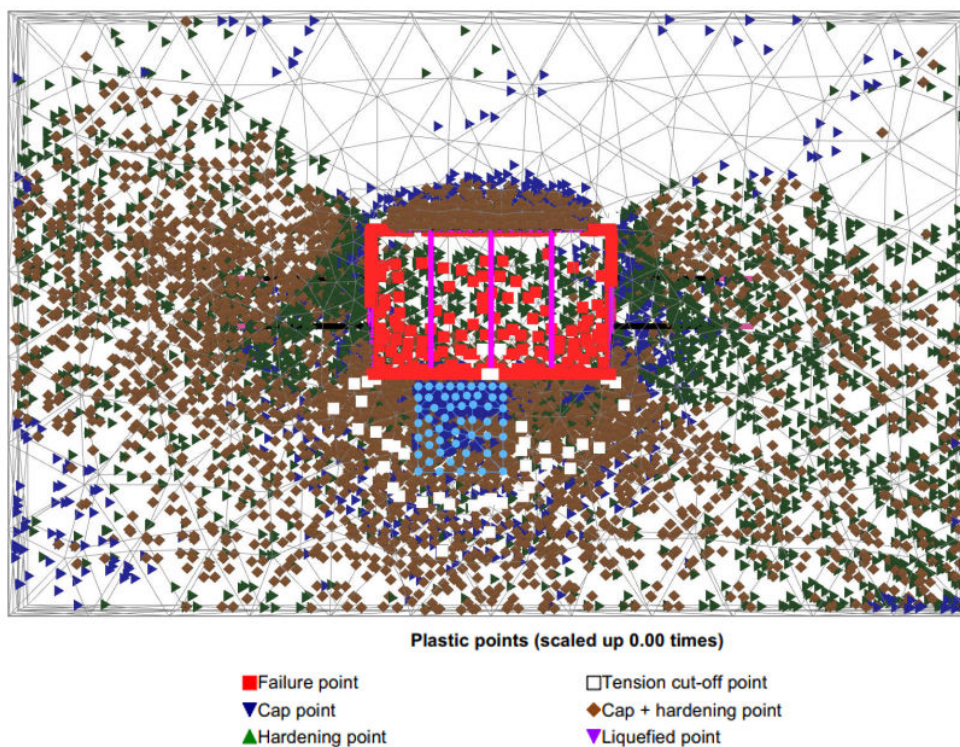 Plastic points (scaled up 0.00 times)
Failure point
Tension cut-off point
Cap point
Cap + hardening point
Hardening point
Liquefied point